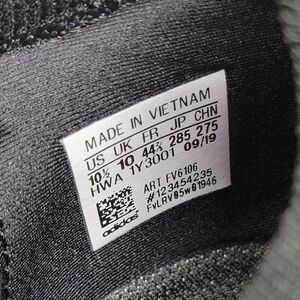 MADE IN VIETNAM
US UK FR JP CHN
10½ 10 44⅔ 285 275
HWA 1Y3001 09/19
ART FV6106
#123454235
FVLRV05W01946
adidas